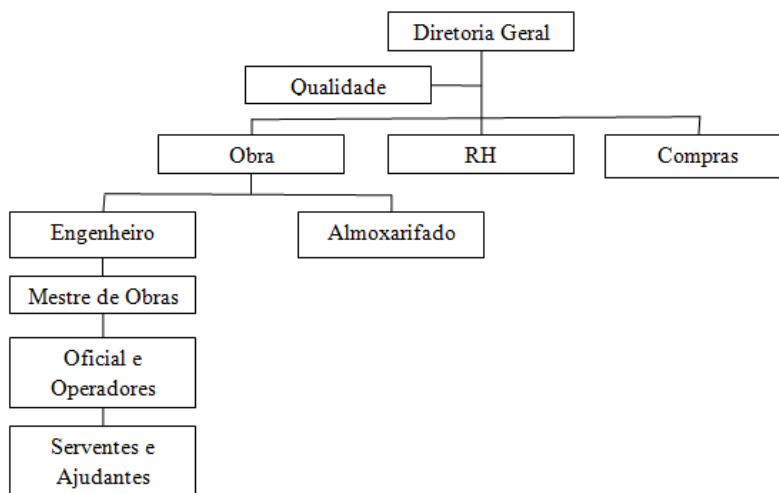 Diretoria Geral
Qualidade
Obra
RH
Compras
Engenheiro
Almoxarifado
Mestre de Obras
Oficial e
Operadores
Serventes e
Ajudantes